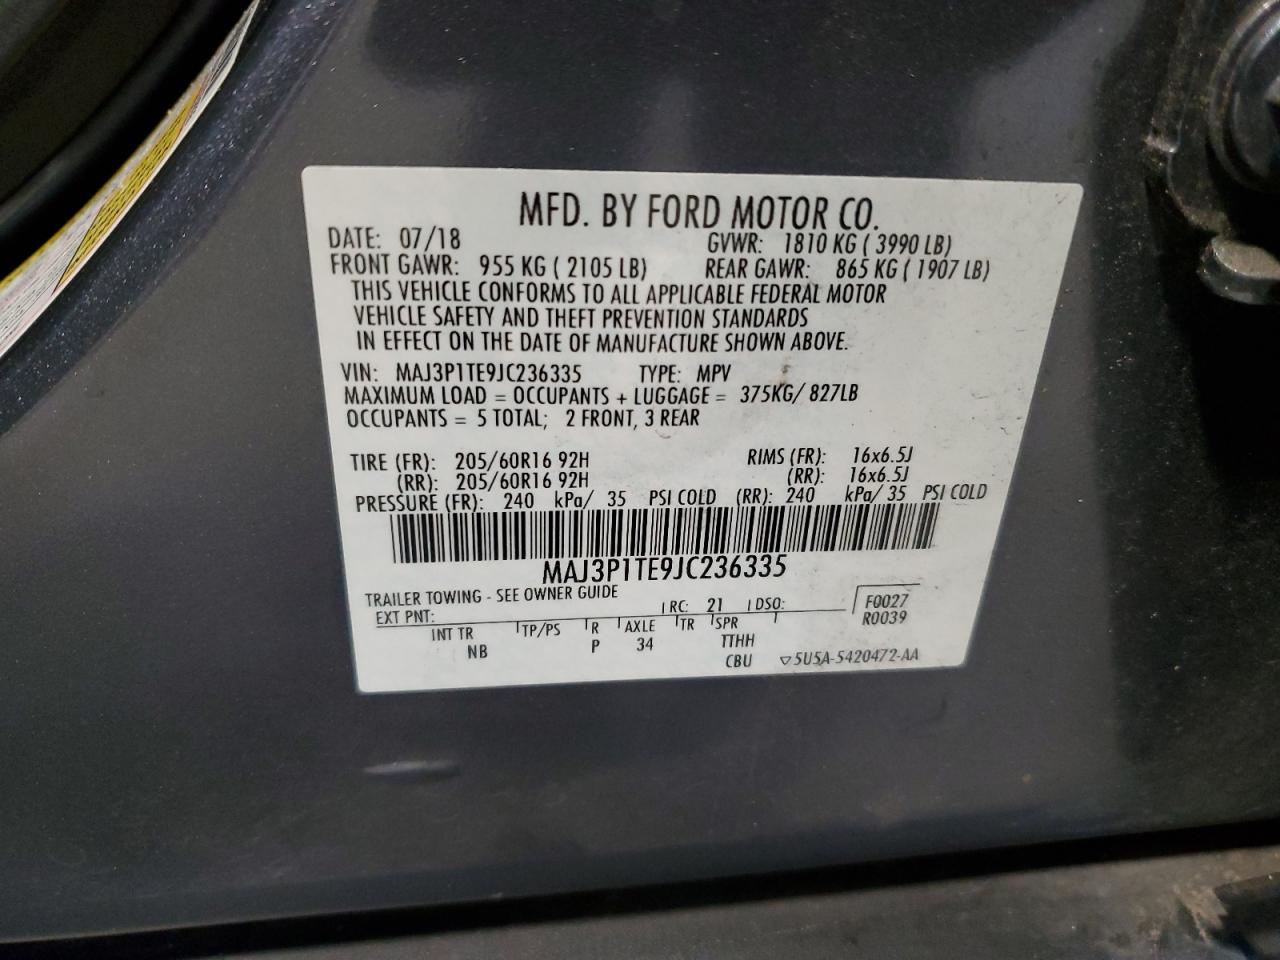 MFD. BY FORD MOTOR CO.
DATE: 07/18 GVWR: 1810 KG ( 3990 LB)
FRONT GAWR: 955 KG ( 2105 LB) REAR GAWR: 865 KG ( 1907 LB)
THIS VEHICLE CONFORMS TO ALL APPLICABLE FEDERAL MOTOR
VEHICLE SAFETY AND THEFT PREVENTION STANDARDS
IN EFFECT ON THE DATE OF MANUFACTURE SHOWN ABOVE.
VIN: MAJ3P1TE9JC236335 TYPE: MPV
MAXIMUM LOAD = OCCUPANTS + LUGGAGE = 375KG/ 827LB
OCCUPANTS = 5 TOTAL; 2 FRONT, 3 REAR
TIRE (FR): 205/60R16 92H RIMS (FR): 16x6.5J
(RR): 205/60R16 92H (RR): 16x6.5J
PRESSURE (FR): 240 kPa/ 35 PSI COLD (RR): 240 kPa/ 35 PSI COLD
MAJ3P1TE9JC236335
TRAILER TOWING - SEE OWNER GUIDE
EXT PNT: RC: 21 DSO: F0027
R0039
INT TR TP/PS R AXLE TR SPR
NB P 34 TTHH
CBU 5U5A-5420472-AA